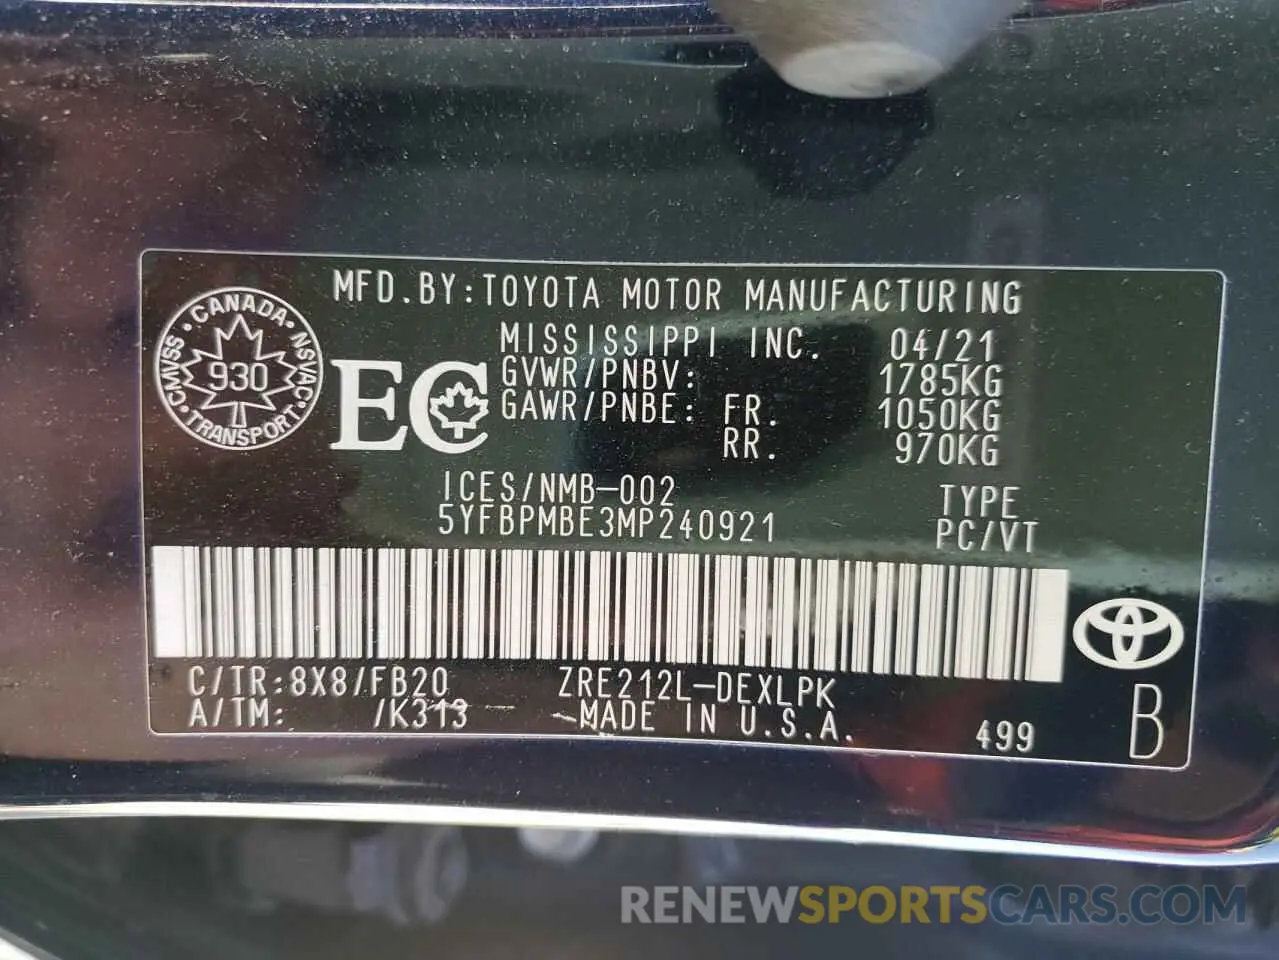 MFD.BY:TOYOTA MOTOR MANUFACTURING
MISSISSIPPI INC. 04/21
GVWR/PNBV: 1785KG
GAWR/PNBE: FR. 1050KG
RR. 970KG
CANADA • NSVAC • TRANSPORT • CMVSS •
930
EC
ICES/NMB-002 TYPE
5YFBPMBE3MP240921 PC/VT
C/TR:8X8/FB20 ZRE212L-DEXLPK
A/TM: /K313 MADE IN U.S.A.
499 B
RENEWSPORTSCARS.COM